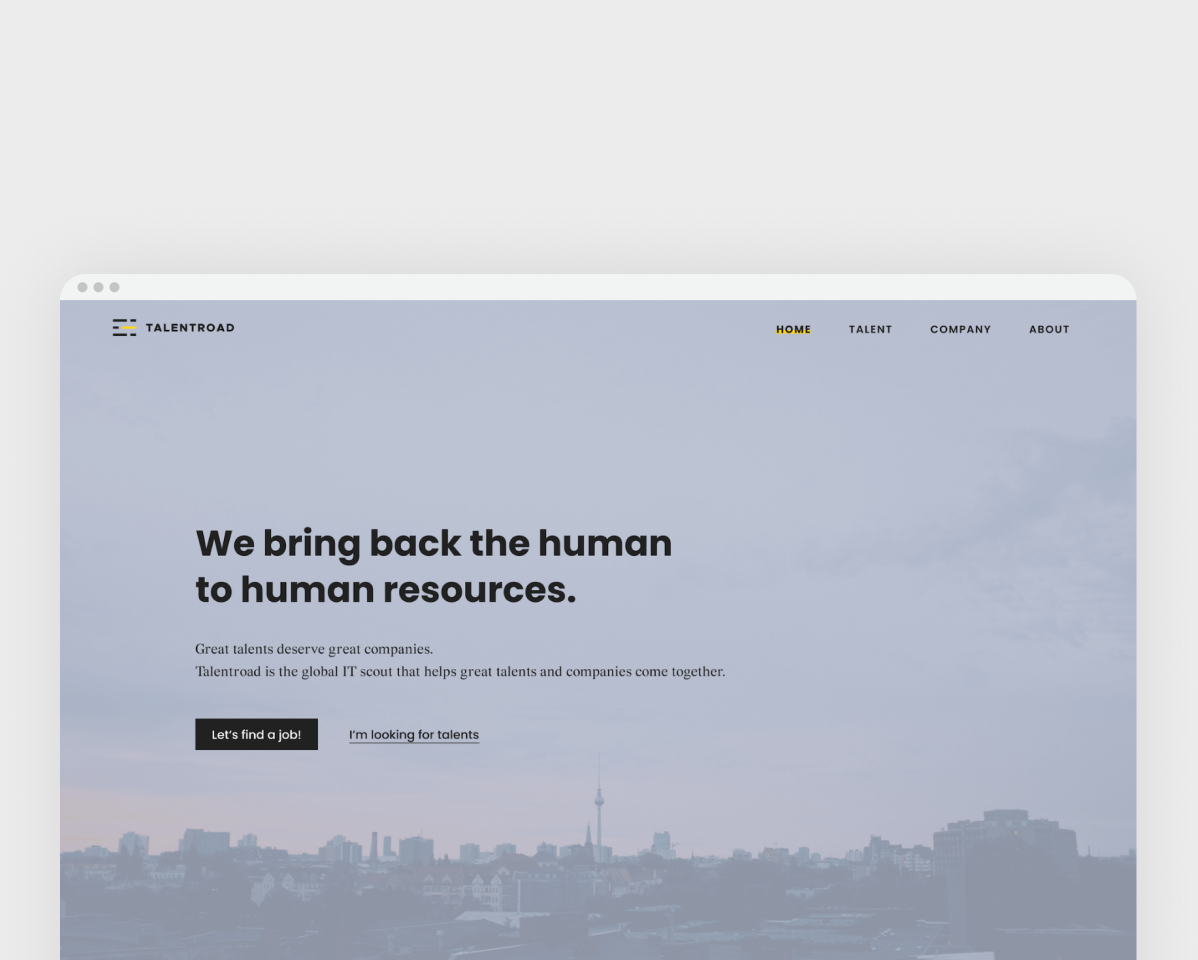 TALENTROAD
HOME TALENT COMPANY ABOUT
We bring back the human
to human resources.
Great talents deserve great companies.
Talentroad is the global IT scout that helps great talents and companies come together.
Let's find a job! I'm looking for talents